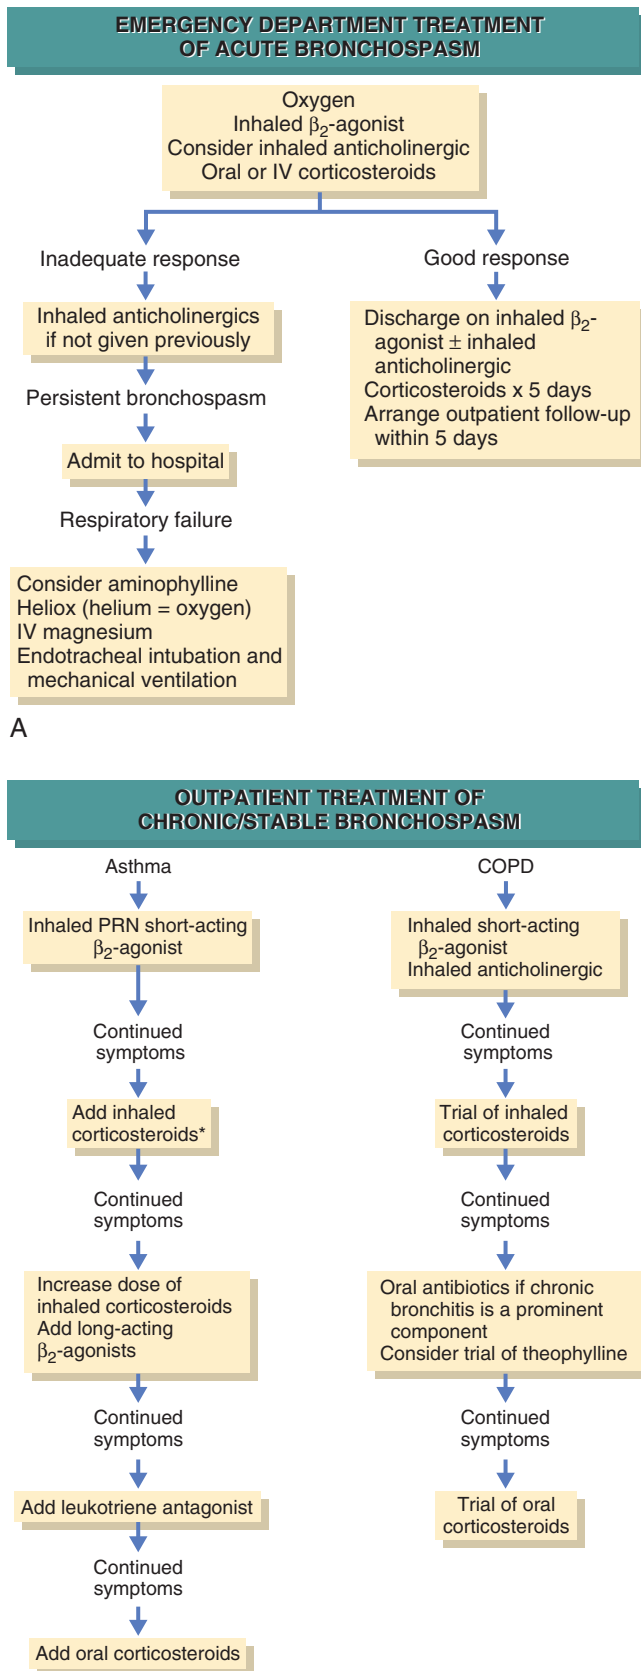 EMERGENCY DEPARTMENT TREATMENT
OF ACUTE BRONCHOSPASM
Oxygen
Inhaled β₂-agonist
Consider inhaled anticholinergic
Oral or IV corticosteroids
Inadequate response
Inhaled anticholinergics
if not given previously
Persistent bronchospasm
Admit to hospital
Respiratory failure
Consider aminophylline
Heliox (helium = oxygen)
IV magnesium
Endotracheal intubation and
mechanical ventilation
Good response
Discharge on inhaled β₂-
agonist ± inhaled
anticholinergic
Corticosteroids x 5 days
Arrange outpatient follow-up
within 5 days
A
OUTPATIENT TREATMENT OF
CHRONIC/STABLE BRONCHOSPASM
Asthma
Inhaled PRN short-acting
β₂-agonist
Continued
symptoms
Add inhaled
corticosteroids*
Continued
symptoms
Increase dose of
inhaled corticosteroids
Add long-acting
β₂-agonists
Continued
symptoms
Add leukotriene antagonist
Continued
symptoms
Add oral corticosteroids
COPD
Inhaled short-acting
β₂-agonist
Inhaled anticholinergic
Continued
symptoms
Trial of inhaled
corticosteroids
Continued
symptoms
Oral antibiotics if chronic
bronchitis is a prominent
component
Consider trial of theophylline
Continued
symptoms
Trial of oral
corticosteroids